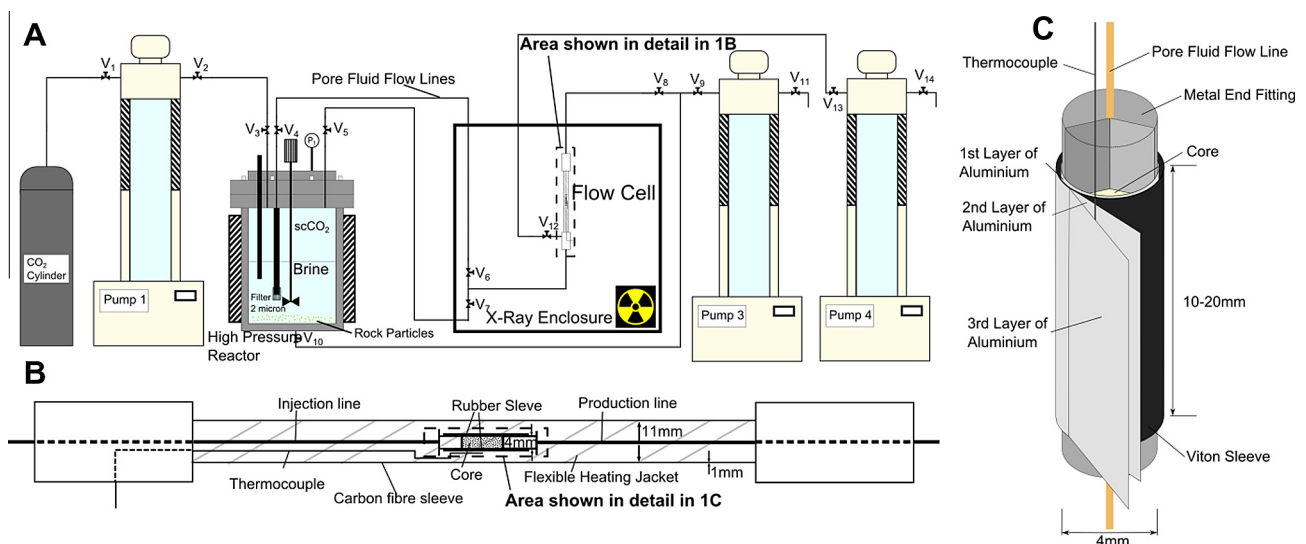 A
Area shown in detail in 1B
C
V1
V2
Pore Fluid Flow Lines
V8
V9
V11
V13
V14
Thermocouple
Pore Fluid Flow Line
Metal End Fitting
V3
V4
P1
V5
Core
1st Layer of
Aluminium
2nd Layer of
Aluminium
Flow Cell
scCO2
V12
CO2
Cylinder
Brine
V6
Pump 1
Filter
2 micron
V7
X-Ray Enclosure
Pump 3
Pump 4
10-20mm
3rd Layer of
Aluminium
High Pressure
Reactor
V10
Rock Particles
B
Injection line
Rubber Sleve
Production line
4mm
11mm
Thermocouple
Core
Flexible Heating Jacket
1mm
Carbon fibre sleeve
Area shown in detail in 1C
Viton Sleeve
4mm